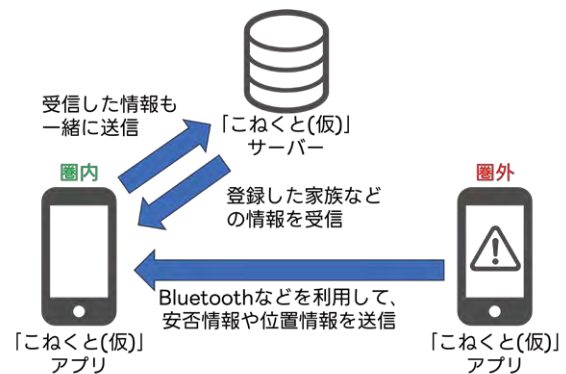 受信した情報も
一緒に送信
「こねくと(仮)」
サーバー
圏内
登録した家族など
の情報を受信
圏外
Bluetoothなどを利用して、
安否情報や位置情報を送信
「こねくと(仮)」
アプリ
「こねくと(仮)」
アプリ